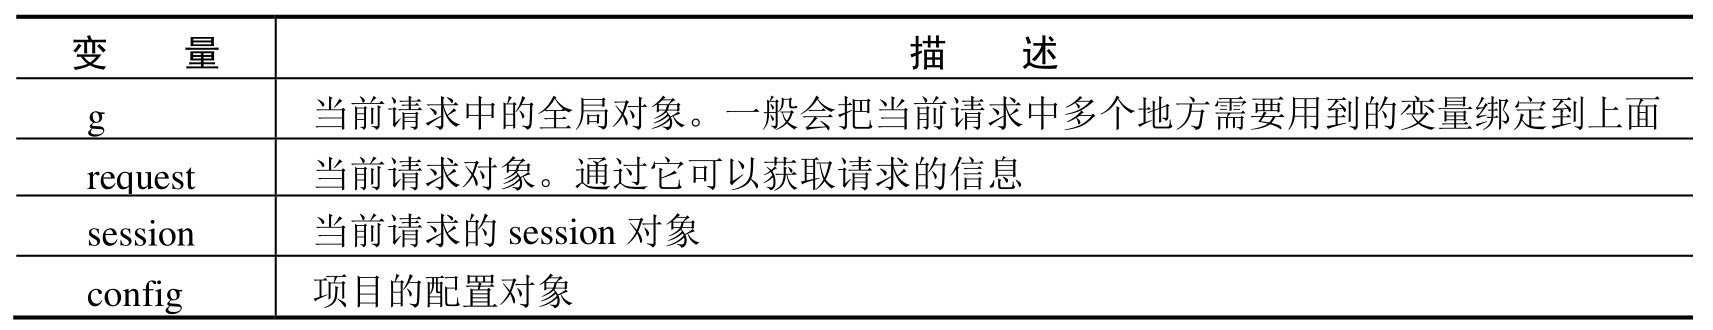 变量 描述
g 当前请求中的全局对象。一般会把当前请求中多个地方需要用到的变量绑定到上面
request 当前请求对象。通过它可以获取请求的信息
session 当前请求的 session 对象
config 项目的配置对象